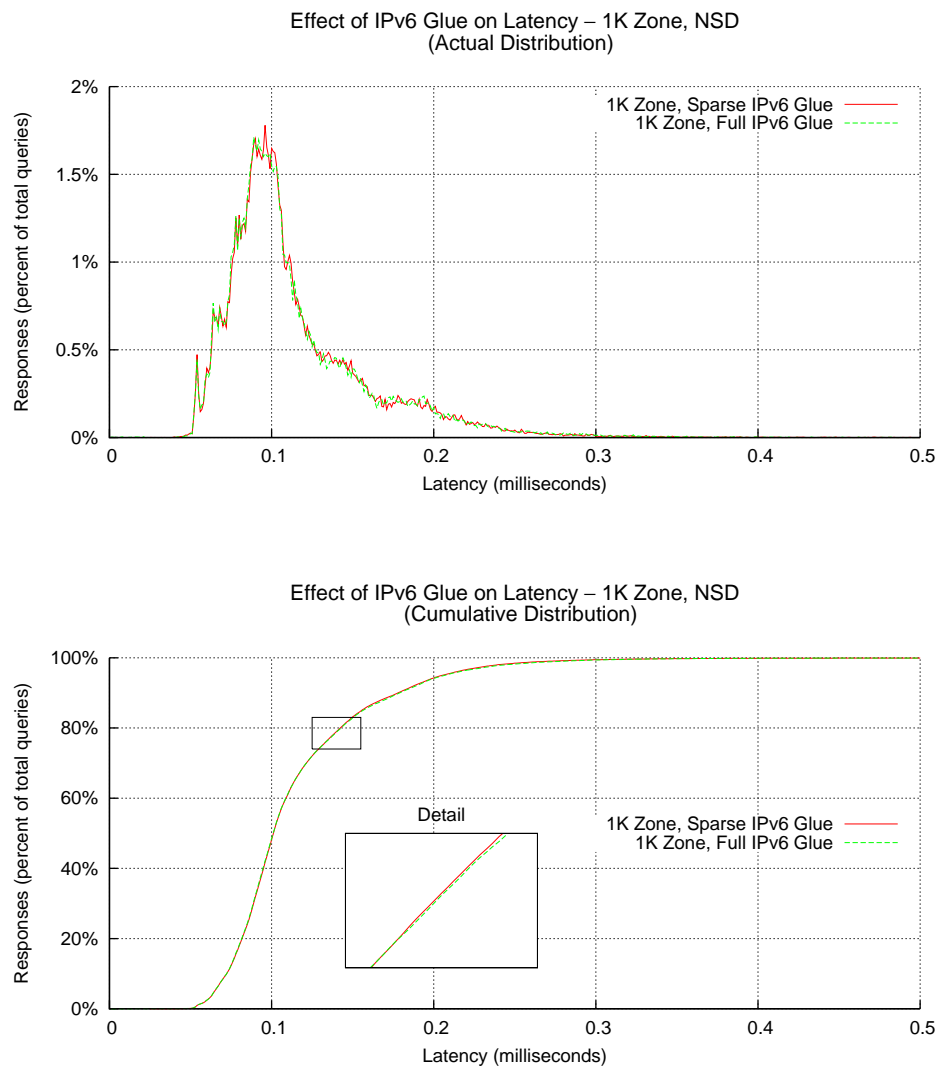 Effect of IPv6 Glue on Latency – 1K Zone, NSD
(Actual Distribution)
2%
1.5%
1%
0.5%
0%
Responses (percent of total queries)
1K Zone, Sparse IPv6 Glue
1K Zone, Full IPv6 Glue
0 0.1 0.2 0.3 0.4 0.5
Latency (milliseconds)
Effect of IPv6 Glue on Latency – 1K Zone, NSD
(Cumulative Distribution)
100%
80%
60%
40%
20%
0%
Responses (percent of total queries)
Detail
1K Zone, Sparse IPv6 Glue
1K Zone, Full IPv6 Glue
0 0.1 0.2 0.3 0.4 0.5
Latency (milliseconds)